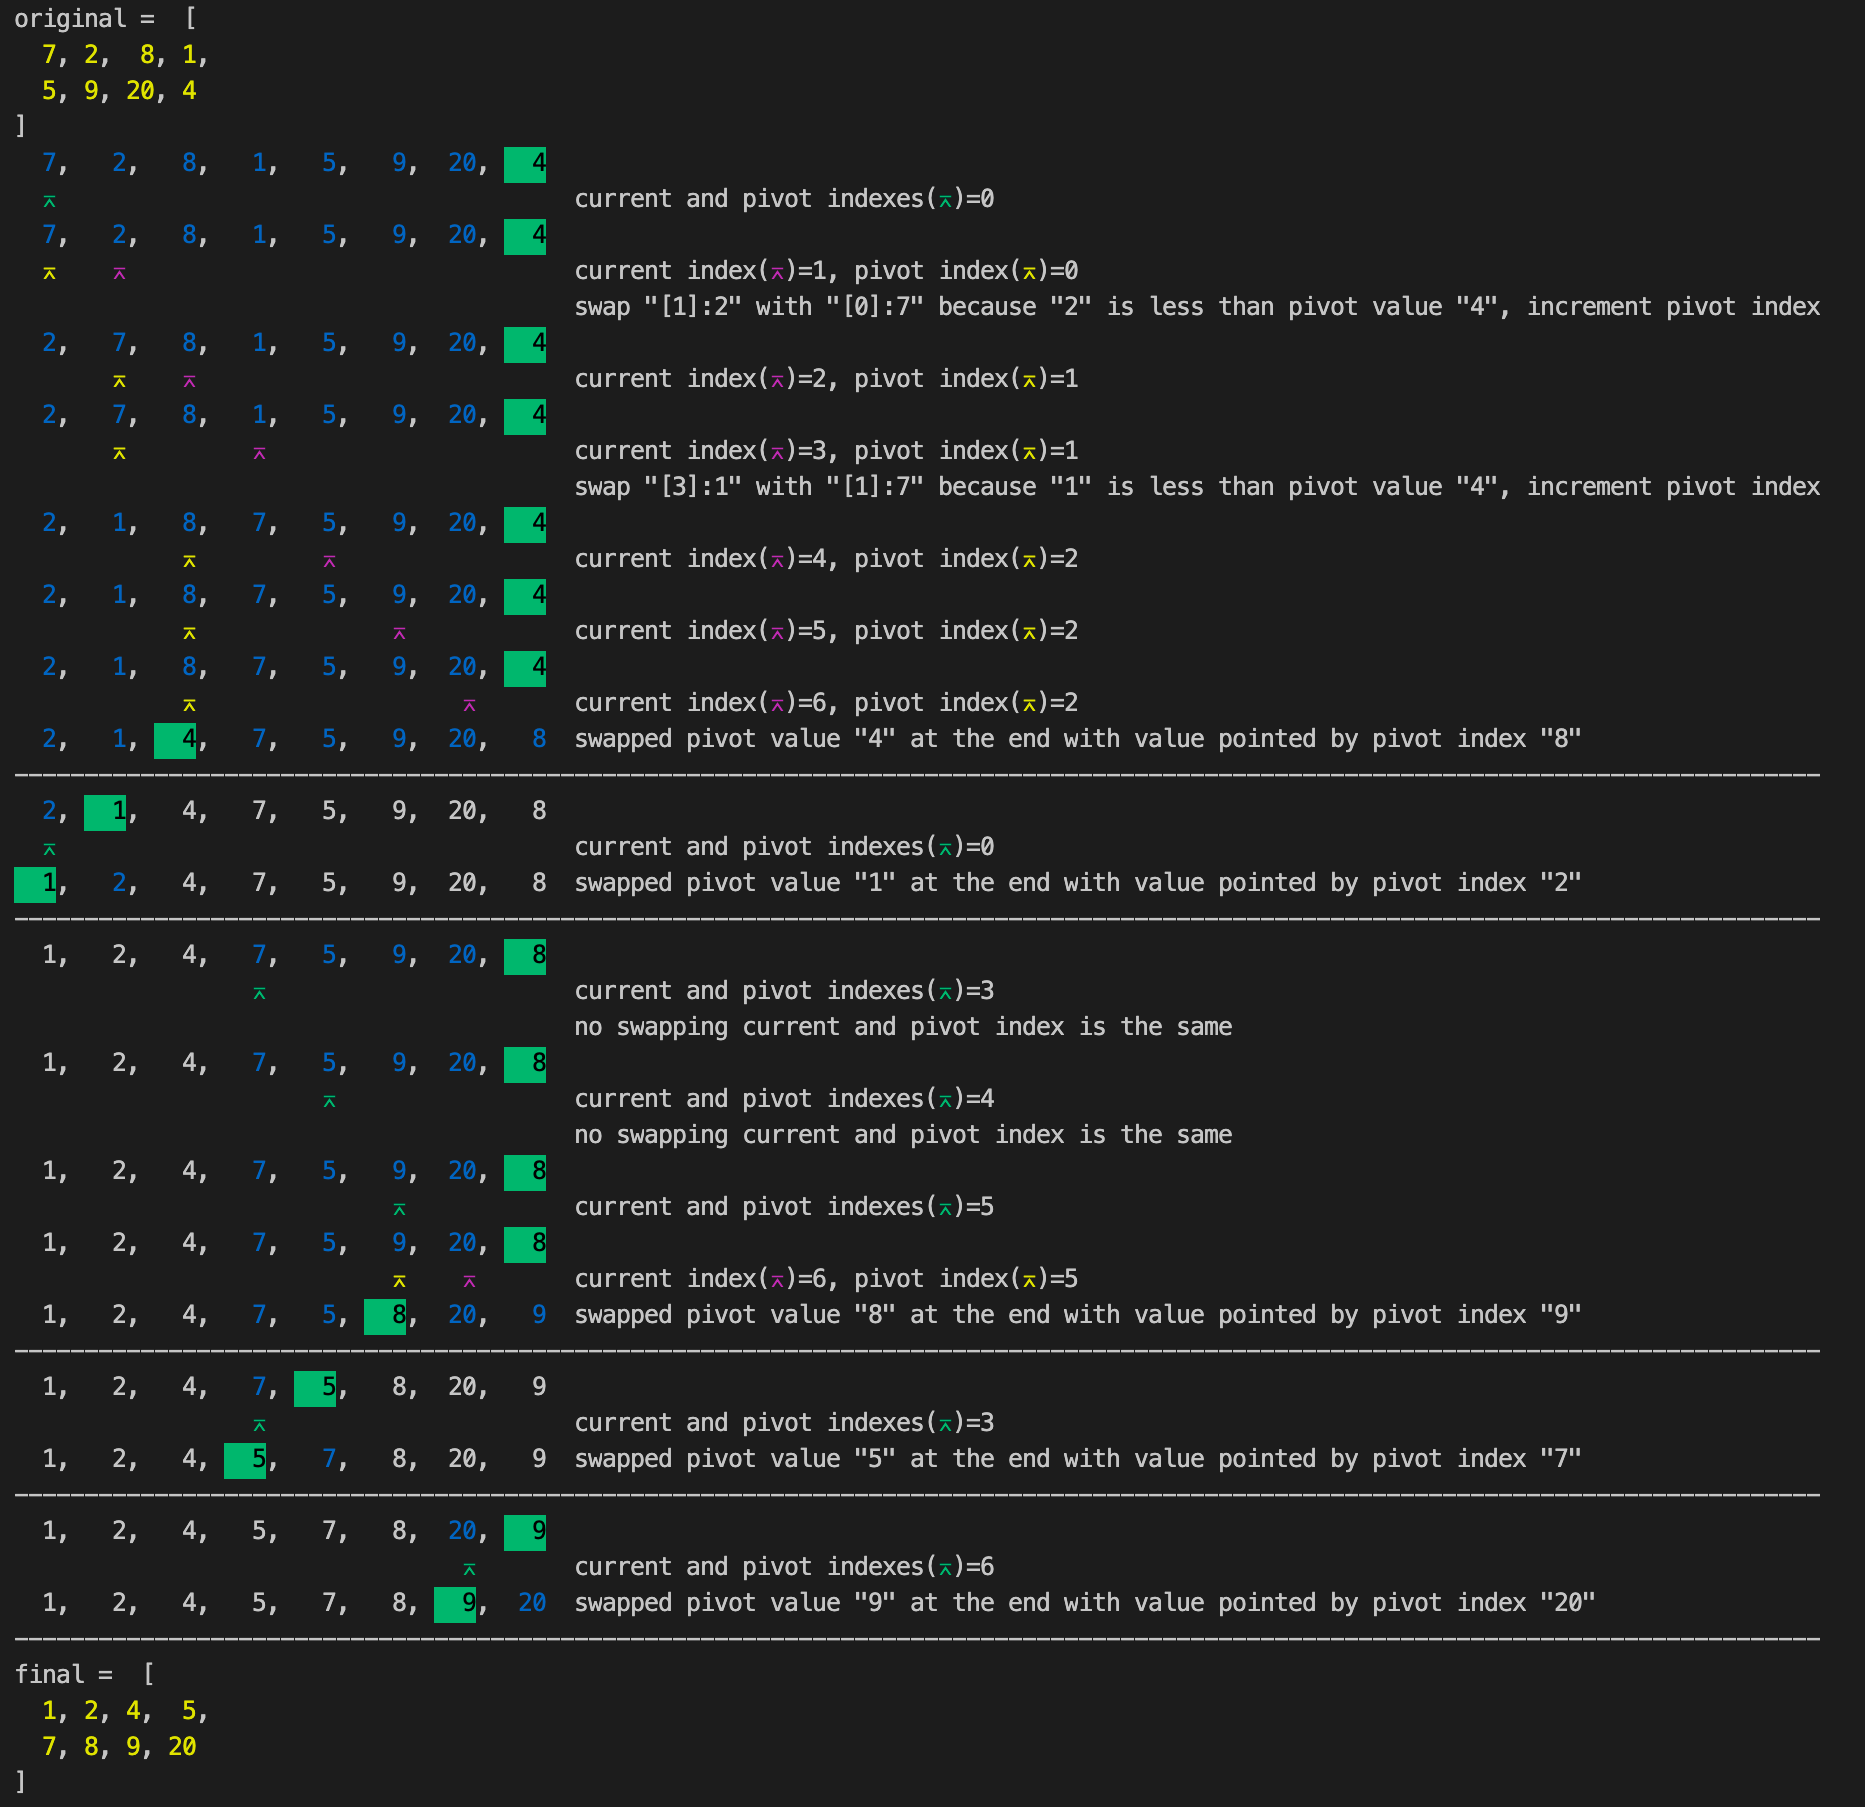 original =  [
  7, 2,  8, 1,
  5, 9, 20, 4
]
  7,   2,   8,   1,   5,   9,  20,   4
  ⌅                                     current and pivot indexes(⌅)=0
  7,   2,   8,   1,   5,   9,  20,   4
  ⌅    ⌅                                current index(⌅)=1, pivot index(⌅)=0
                                        swap "[1]:2" with "[0]:7" because "2" is less than pivot value "4", increment pivot index
  2,   7,   8,   1,   5,   9,  20,   4
       ⌅    ⌅                           current index(⌅)=2, pivot index(⌅)=1
  2,   7,   8,   1,   5,   9,  20,   4
       ⌅         ⌅                      current index(⌅)=3, pivot index(⌅)=1
                                        swap "[3]:1" with "[1]:7" because "1" is less than pivot value "4", increment pivot index
  2,   1,   8,   7,   5,   9,  20,   4
            ⌅         ⌅                 current index(⌅)=4, pivot index(⌅)=2
  2,   1,   8,   7,   5,   9,  20,   4
            ⌅              ⌅            current index(⌅)=5, pivot index(⌅)=2
  2,   1,   8,   7,   5,   9,  20,   4
            ⌅                   ⌅       current index(⌅)=6, pivot index(⌅)=2
  2,   1,   4,   7,   5,   9,  20,   8  swapped pivot value "4" at the end with value pointed by pivot index "8"
  2,   1,   4,   7,   5,   9,  20,   8
  ⌅                                     current and pivot indexes(⌅)=0
  1,   2,   4,   7,   5,   9,  20,   8  swapped pivot value "1" at the end with value pointed by pivot index "2"
  1,   2,   4,   7,   5,   9,  20,   8
                 ⌅                      current and pivot indexes(⌅)=3
                                        no swapping current and pivot index is the same
  1,   2,   4,   7,   5,   9,  20,   8
                      ⌅                 current and pivot indexes(⌅)=4
                                        no swapping current and pivot index is the same
  1,   2,   4,   7,   5,   9,  20,   8
                           ⌅            current and pivot indexes(⌅)=5
  1,   2,   4,   7,   5,   9,  20,   8
                           ⌅    ⌅       current index(⌅)=6, pivot index(⌅)=5
  1,   2,   4,   7,   5,   8,  20,   9  swapped pivot value "8" at the end with value pointed by pivot index "9"
  1,   2,   4,   7,   5,   8,  20,   9
                 ⌅                      current and pivot indexes(⌅)=3
  1,   2,   4,   5,   7,   8,  20,   9  swapped pivot value "5" at the end with value pointed by pivot index "7"
  1,   2,   4,   5,   7,   8,  20,   9
                                ⌅       current and pivot indexes(⌅)=6
  1,   2,   4,   5,   7,   8,   9,  20  swapped pivot value "9" at the end with value pointed by pivot index "20"
final =  [
  1, 2, 4,  5,
  7, 8, 9, 20
]